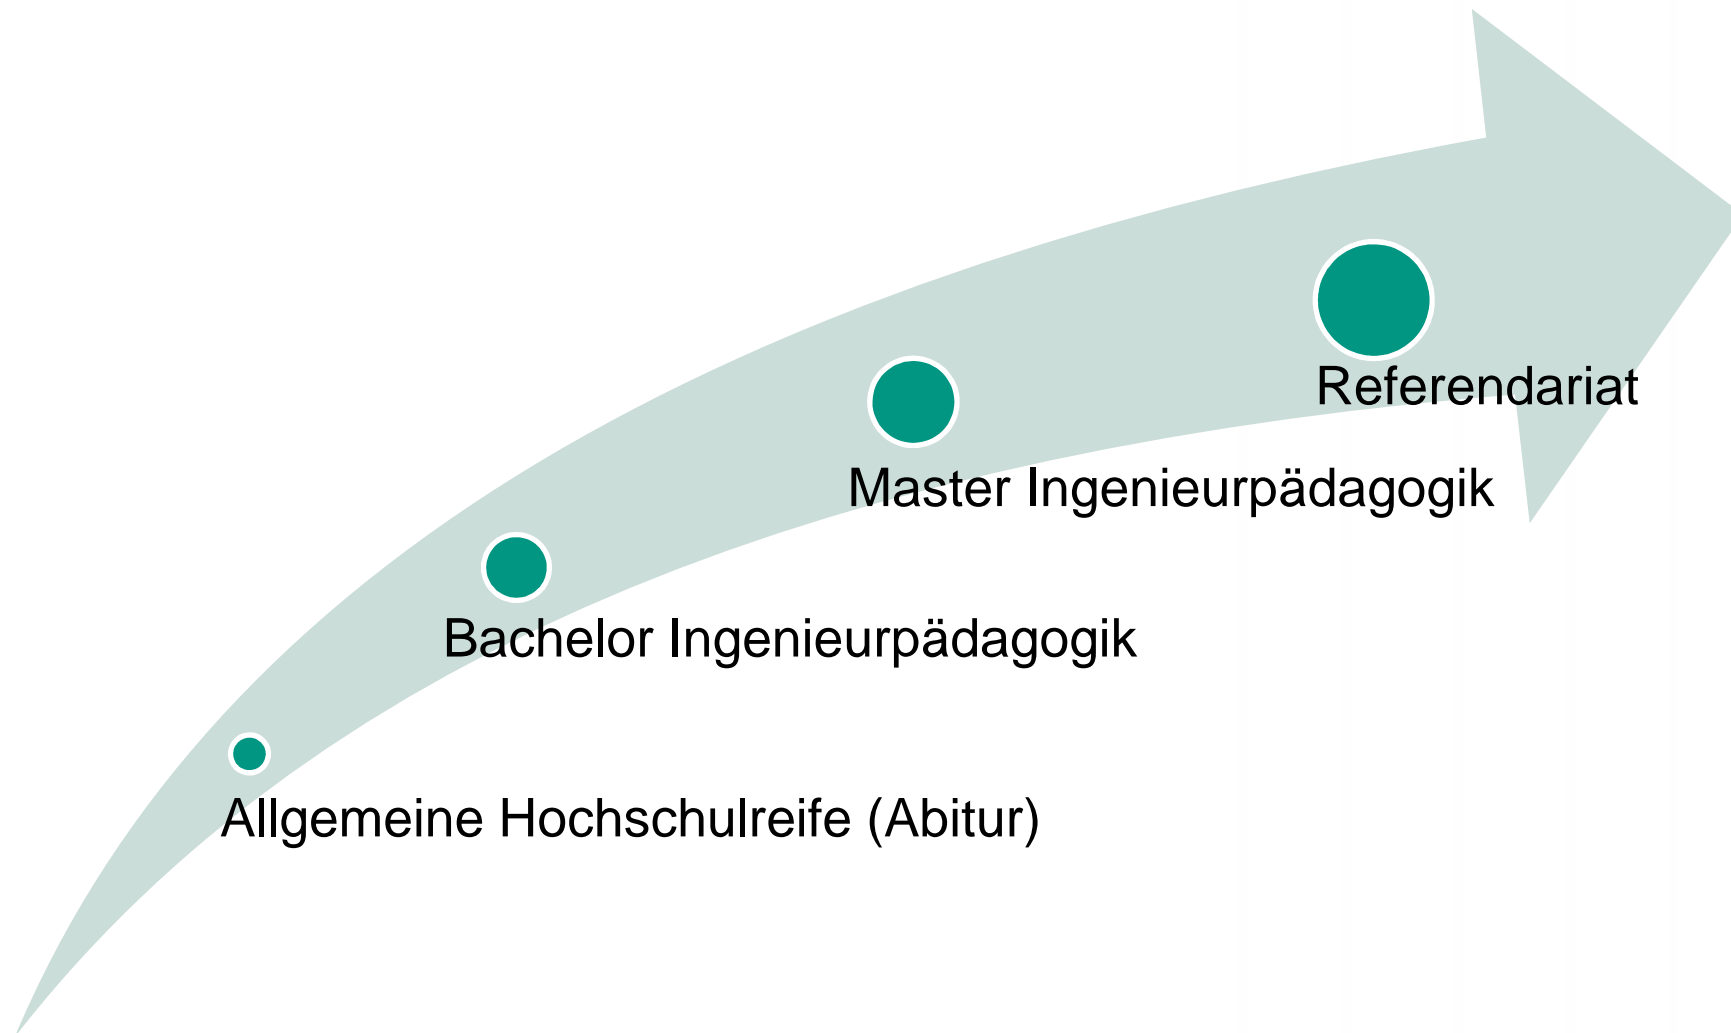 Referendariat
Master Ingenieurpädagogik
Bachelor Ingenieurpädagogik
Allgemeine Hochschulreife (Abitur)